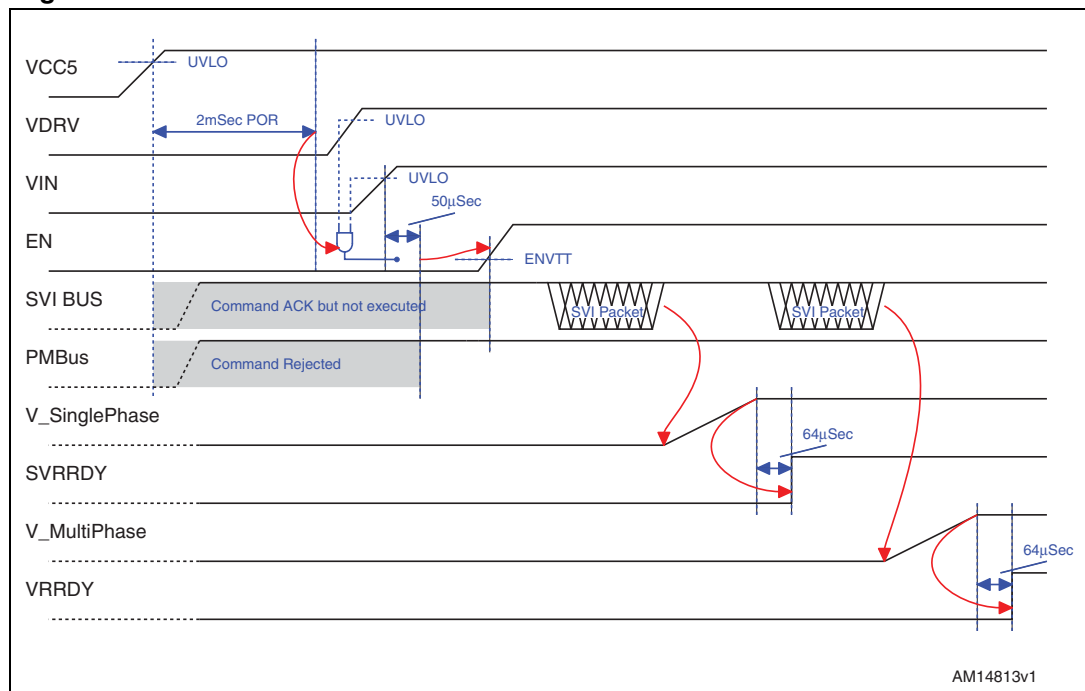 VCC5
UVLO
2mSec POR
VDRV
UVLO
VIN
UVLO
50μSec
EN
ENVTT
SVI BUS
Command ACK but not executed
SVI Packet
SVI Packet
PMBus
Command Rejected
V_SinglePhase
64μSec
SVRRDY
V_MultiPhase
64μSec
VRRDY
AM14813v1